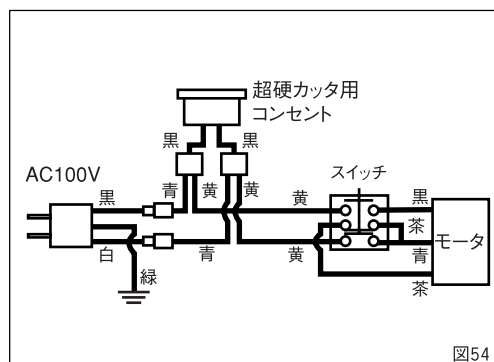 超硬カッタ用
コンセント
黒
黒
スイッチ
AC100V
黒
青
黄
黄
黄
黒
茶
モータ
白
青
黄
青
緑
茶
図54